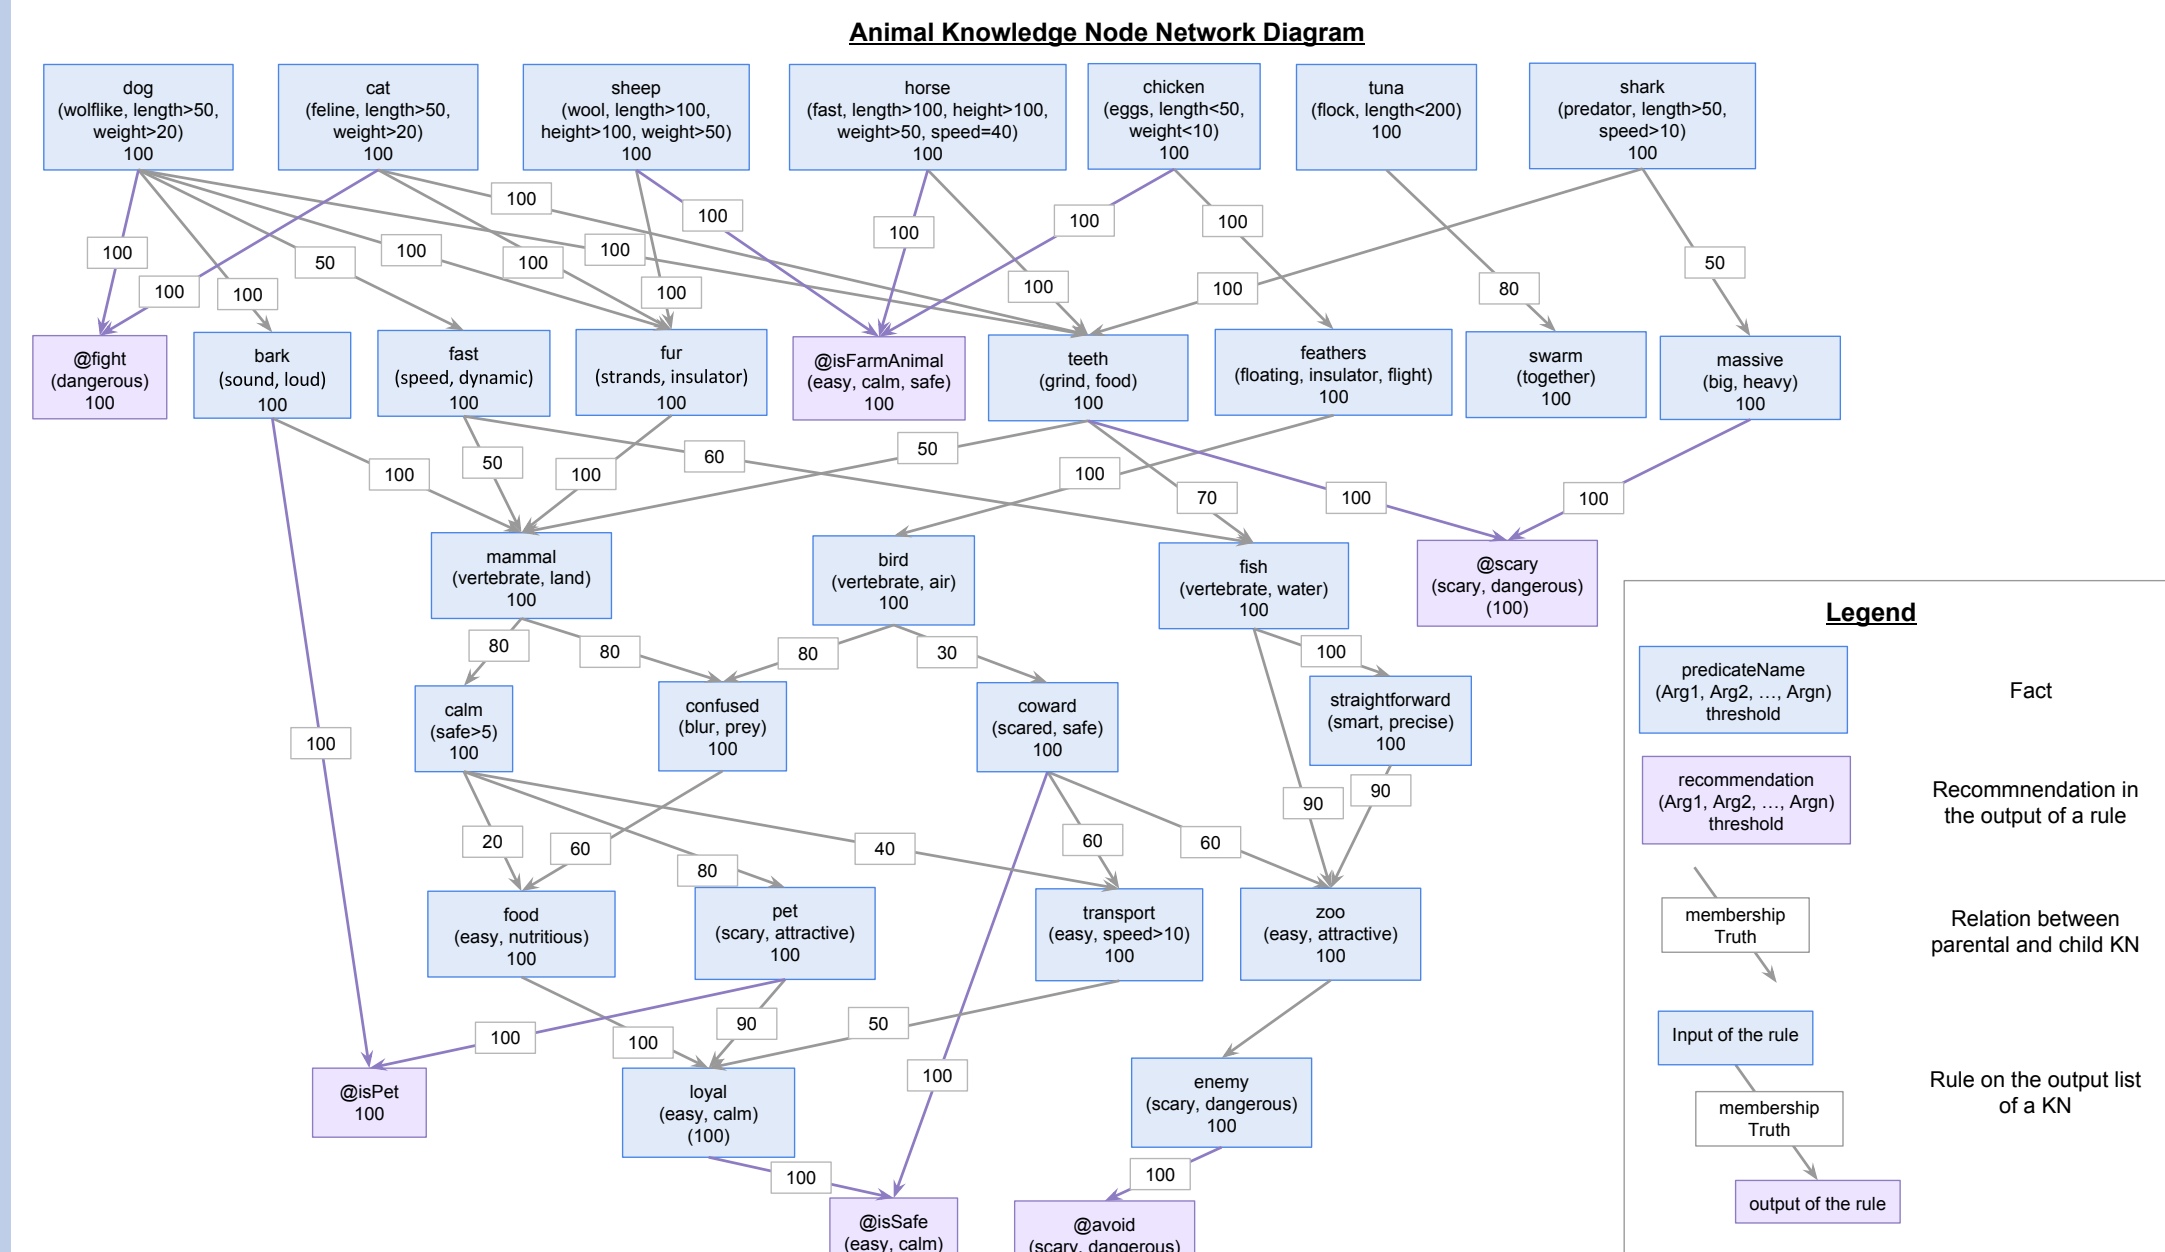 Animal Knowledge Node Network Diagram
dog
(wolflike, length>50,
weight>20)
100
cat
(feline, length>50,
weight>20)
100
sheep
(wool, length>100,
height>100, weight>50)
100
horse
(fast, length>100, height>100,
weight>50, speed=40)
100
chicken
(eggs, length<50,
weight<10)
100
tuna
(flock, length<200)
100
shark
(predator, length>50,
speed>10)
100
100
100
100
100
100
100
50
100
100
100
100
100
100
100
100
100
80
50
@fight
(dangerous)
100
bark
(sound, loud)
100
fast
(speed, dynamic)
100
fur
(strands, insulator)
100
@isFarmAnimal
(easy, calm, safe)
100
teeth
(grind, food)
100
feathers
(floating, insulator, flight)
100
swarm
(together)
100
massive
(big, heavy)
100
100
50
100
60
50
100
70
100
100
mammal
(vertebrate, land)
100
bird
(vertebrate, air)
100
fish
(vertebrate, water)
100
@scary
(scary, dangerous)
(100)
80
80
80
30
100
calm
(safe>5)
100
confused
(blur, prey)
100
coward
(scared, safe)
100
straightforward
(smart, precise)
100
100
20
60
80
40
60
60
90
90
food
(easy, nutritious)
100
pet
(scary, attractive)
100
transport
(easy, speed>10)
100
zoo
(easy, attractive)
100
100
100
90
50
100
@isPet
100
loyal
(easy, calm)
(100)
enemy
(scary, dangerous)
100
100
100
@isSafe
(easy, calm)
@avoid
(scary, dangerous)
Legend
predicateName
(Arg1, Arg2, …, Argn)
threshold
Fact
recommendation
(Arg1, Arg2, …, Argn)
threshold
Recommnendation in
the output of a rule
membership
Truth
Relation between
parental and child KN
Input of the rule
membership
Truth
output of the rule
Rule on the output list
of a KN